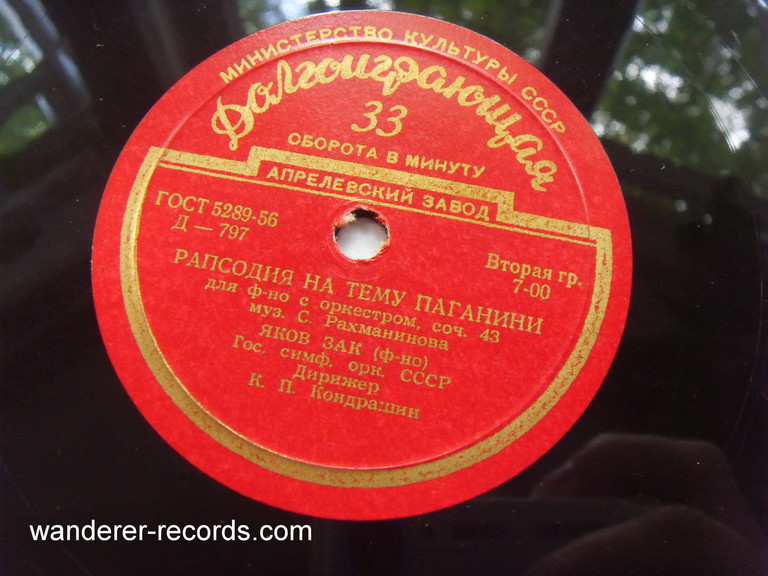 МИНИСТЕРСТВО КУЛЬТУРЫ СССР
Долгоиграющая
33
ОБОРОТА В МИНУТУ
АПРЕЛЕВСКИЙ ЗАВОД
ГОСТ 5289-56
Д — 797
Вторая гр.
7-00
РАПСОДИЯ НА ТЕМУ ПАГАНИНИ
для ф-но с оркестром, соч. 43
муз. С. Рахманинова
ЯКОВ ЗАК (ф-но)
Гос. симф. орк. СССР
Дирижер
К. П. Кондрашин
wanderer-records.com